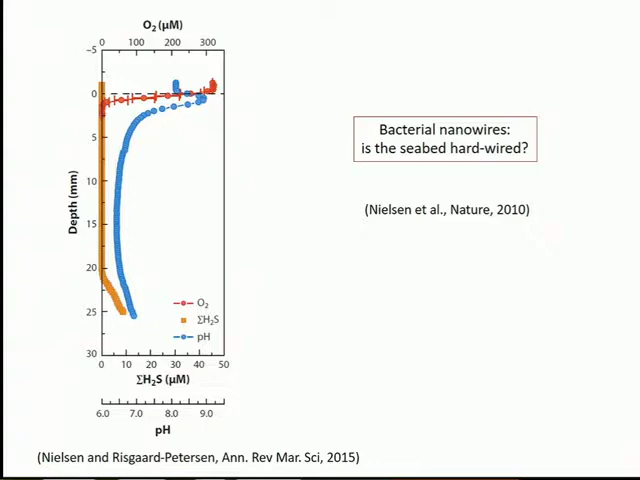 O₂ (µM)
0 100 200 300
−5
0
5
10
15
20
25
30
Depth (mm)
O₂
ΣH₂S
pH
0 10 20 30 40 50
ΣH₂S (µM)
6.0 7.0 8.0 9.0
pH
Bacterial nanowires:
is the seabed hard-wired?
(Nielsen et al., Nature, 2010)
(Nielsen and Risgaard-Petersen, Ann. Rev Mar. Sci, 2015)